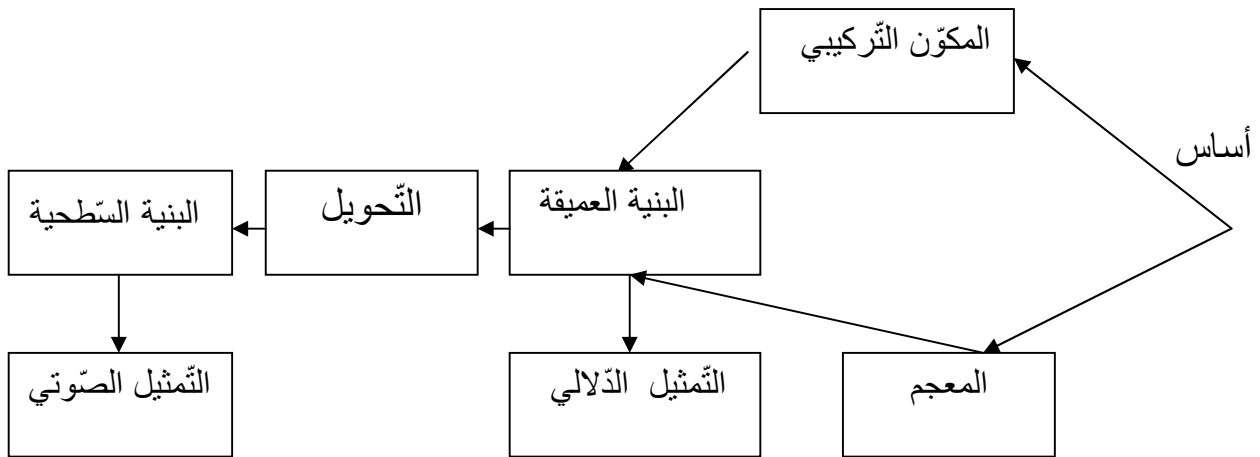 المكوّن التّركيبي
أساس
البنية العميقة
التّحويل
البنية السّطحية
المعجم
التّمثيل الدّلالي
التّمثيل الصّوتي